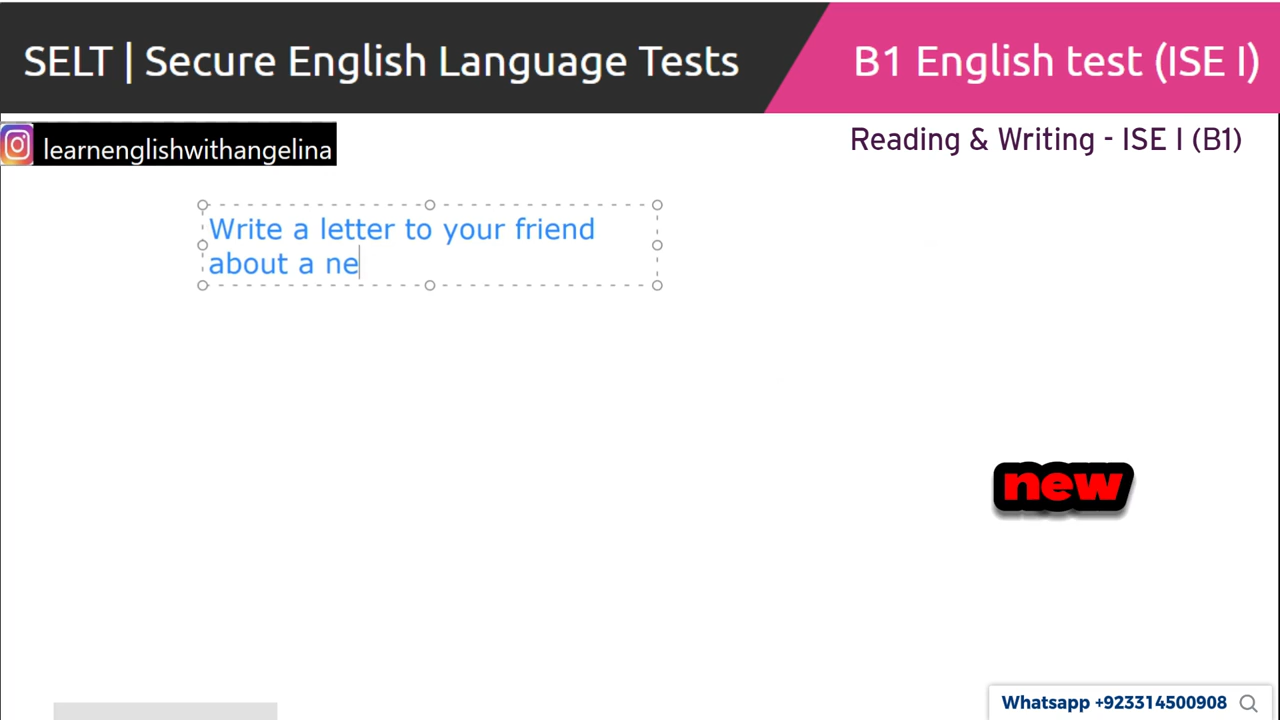 SELT | Secure English Language Tests
B1 English test (ISE I)
learnenglishwithangelina
Reading & Writing - ISE I (B1)
Write a letter to your friend
about a ne
new
Whatsapp +923314500908